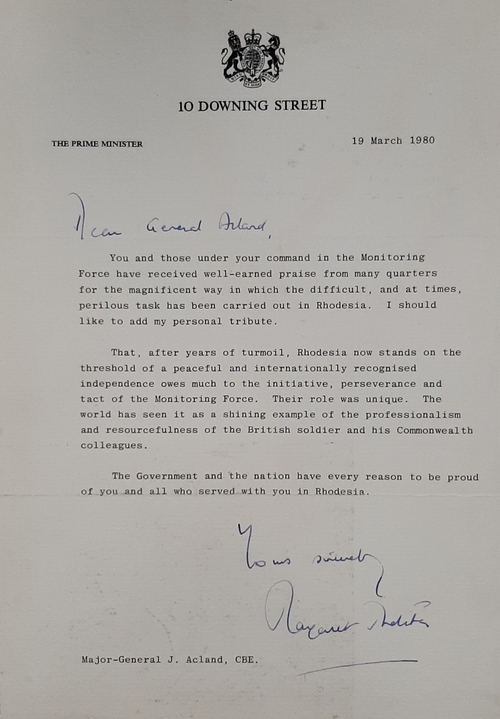 10 DOWNING STREET
THE PRIME MINISTER
19 March 1980
Dear General Acland,
You and those under your command in the Monitoring
Force have received well-earned praise from many quarters
for the magnificent way in which the difficult, and at times,
perilous task has been carried out in Rhodesia. I should
like to add my personal tribute.
That, after years of turmoil, Rhodesia now stands on the
threshold of a peaceful and internationally recognised
independence owes much to the initiative, perseverance and
tact of the Monitoring Force. Their role was unique. The
world has seen it as a shining example of the professionalism
and resourcefulness of the British soldier and his Commonwealth
colleagues.
The Government and the nation have every reason to be proud
of you and all who served with you in Rhodesia.
Yours sincerely
Margaret Thatcher
Major-General J. Acland, CBE.